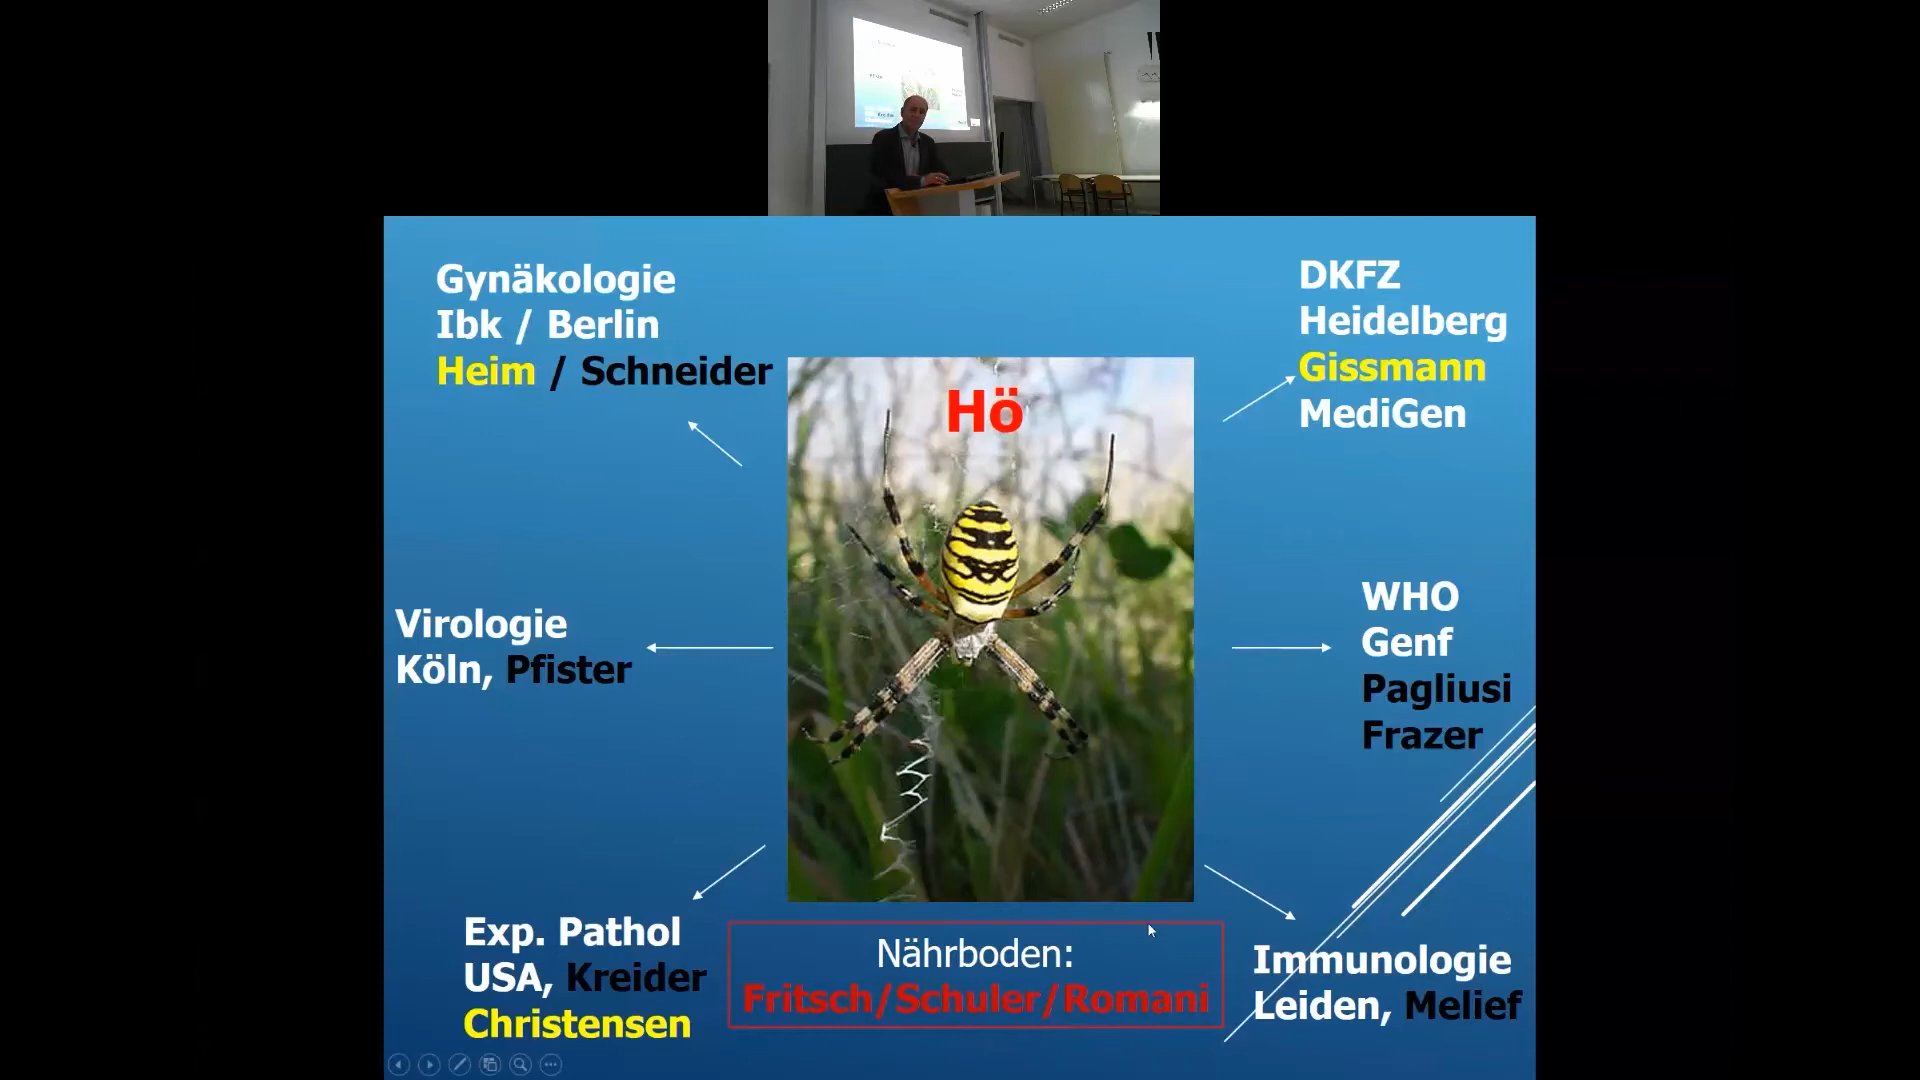 Gynäkologie
Ibk / Berlin
Heim / Schneider
DKFZ
Heidelberg
Gissmann
MediGen
Hö
Virologie
Köln, Pfister
WHO
Genf
Pagliusi
Frazer
Exp. Pathol
USA, Kreider
Christensen
Nährboden:
Fritsch/Schuler/Romani
Immunologie
Leiden, Melief